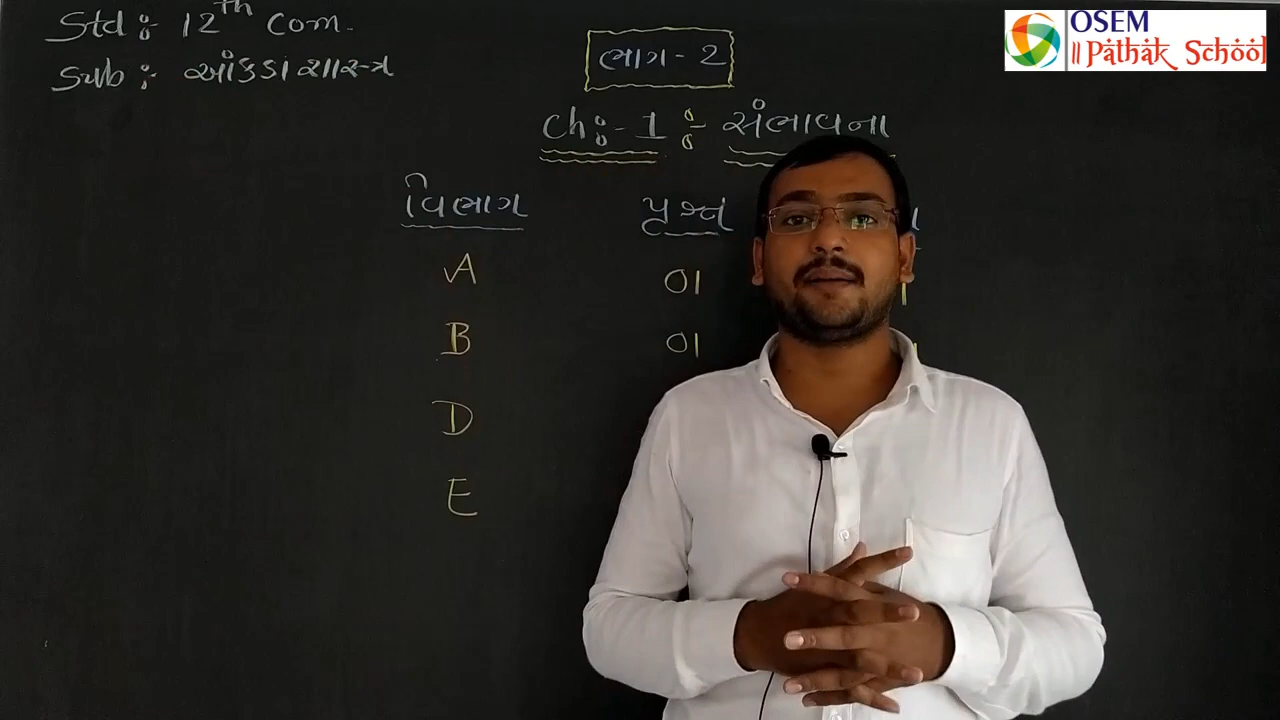 Std :- 12th Com.
Sub :- આંકડાશાસ્ત્ર
OSEM
||Pathak School
ભાગ - 2
Ch :- 1 :- સંભાવના
વિભાગ પ્રશ્ન
A 01
B 01
D
E